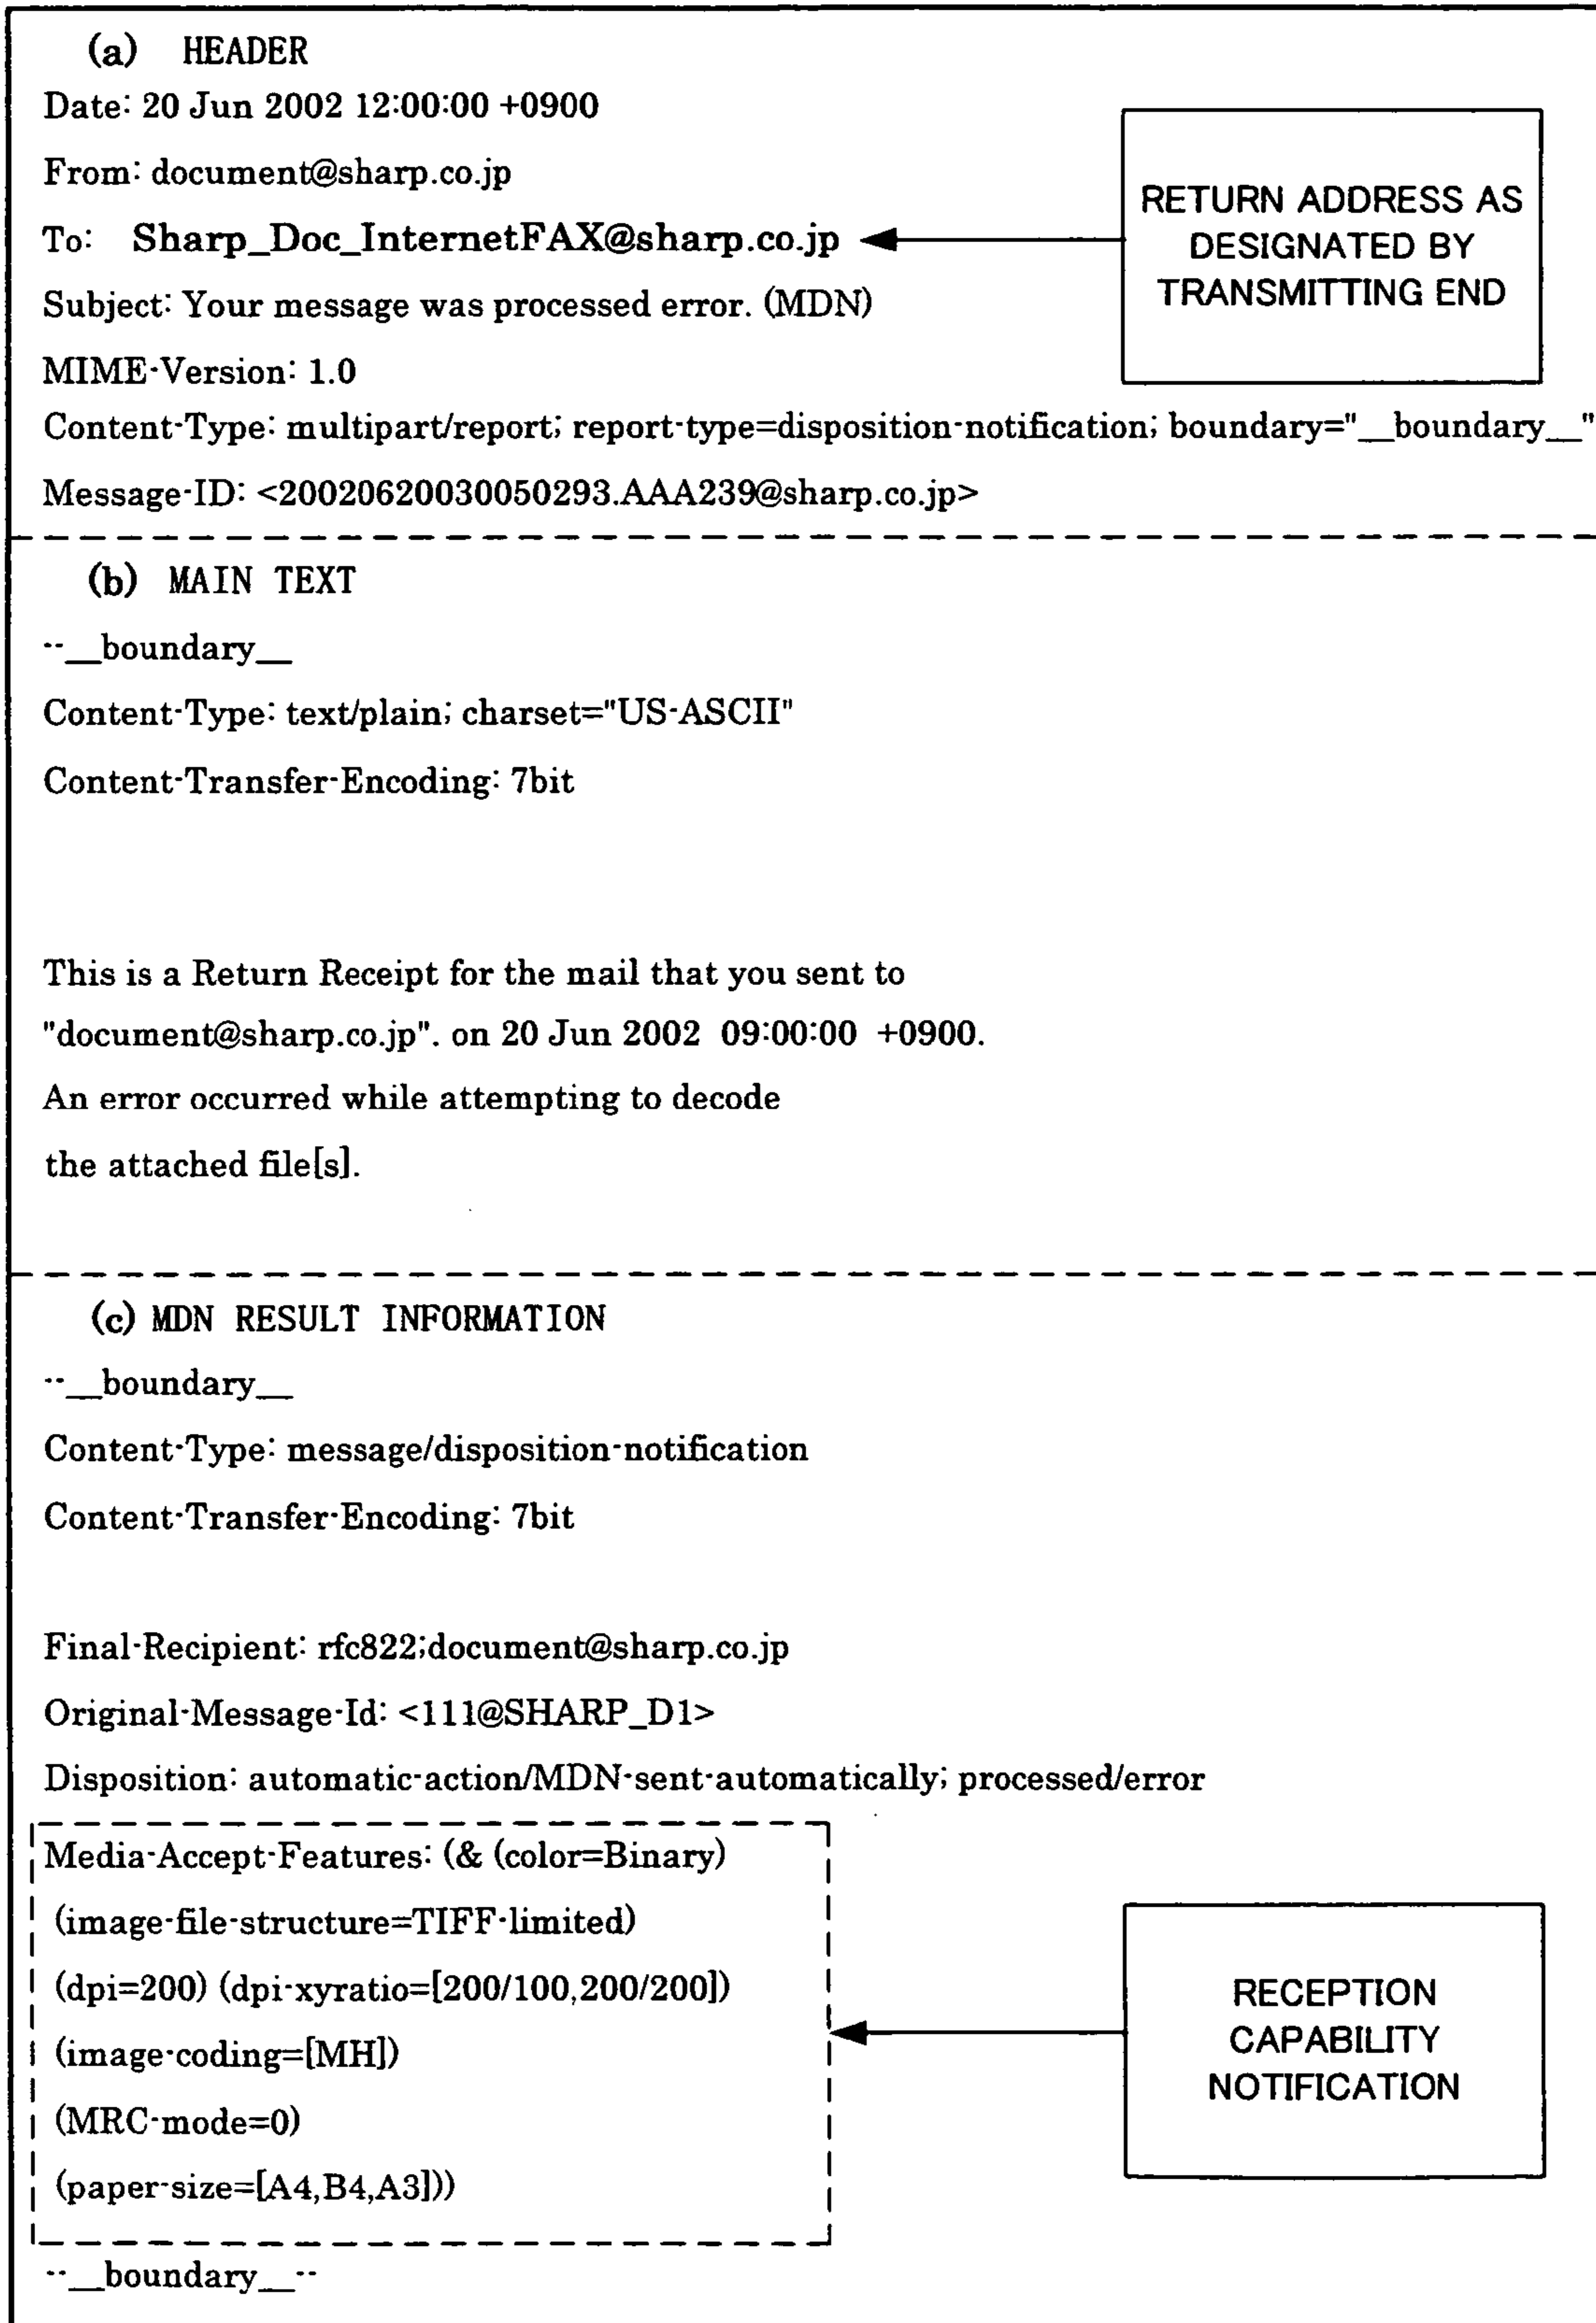 (a) HEADER
Date: 20 Jun 2002 12:00:00 +0900
From: document@sharp.co.jp
To: Sharp_Doc_InternetFAX@sharp.co.jp
RETURN ADDRESS AS
DESIGNATED BY
TRANSMITTING END
Subject: Your message was processed error. (MDN)
MIME-Version: 1.0
Content-Type: multipart/report; report-type=disposition-notification; boundary="__boundary__"
Message-ID: <20020620030050293.AAA239@sharp.co.jp>
(b) MAIN TEXT
--__boundary__
Content-Type: text/plain; charset="US-ASCII"
Content-Transfer-Encoding: 7bit
This is a Return Receipt for the mail that you sent to
"document@sharp.co.jp". on 20 Jun 2002 09:00:00 +0900.
An error occurred while attempting to decode
the attached file[s].
(c) MDN RESULT INFORMATION
--__boundary__
Content-Type: message/disposition-notification
Content-Transfer-Encoding: 7bit
Final-Recipient: rfc822;document@sharp.co.jp
Original-Message-Id: <111@SHARP_D1>
Disposition: automatic-action/MDN-sent-automatically; processed/error
Media-Accept-Features: (& (color=Binary)
(image-file-structure=TIFF-limited)
(dpi=200) (dpi-xyratio=[200/100,200/200])
(image-coding=[MH])
(MRC-mode=0)
(paper-size=[A4,B4,A3]))
RECEPTION
CAPABILITY
NOTIFICATION
--__boundary__--